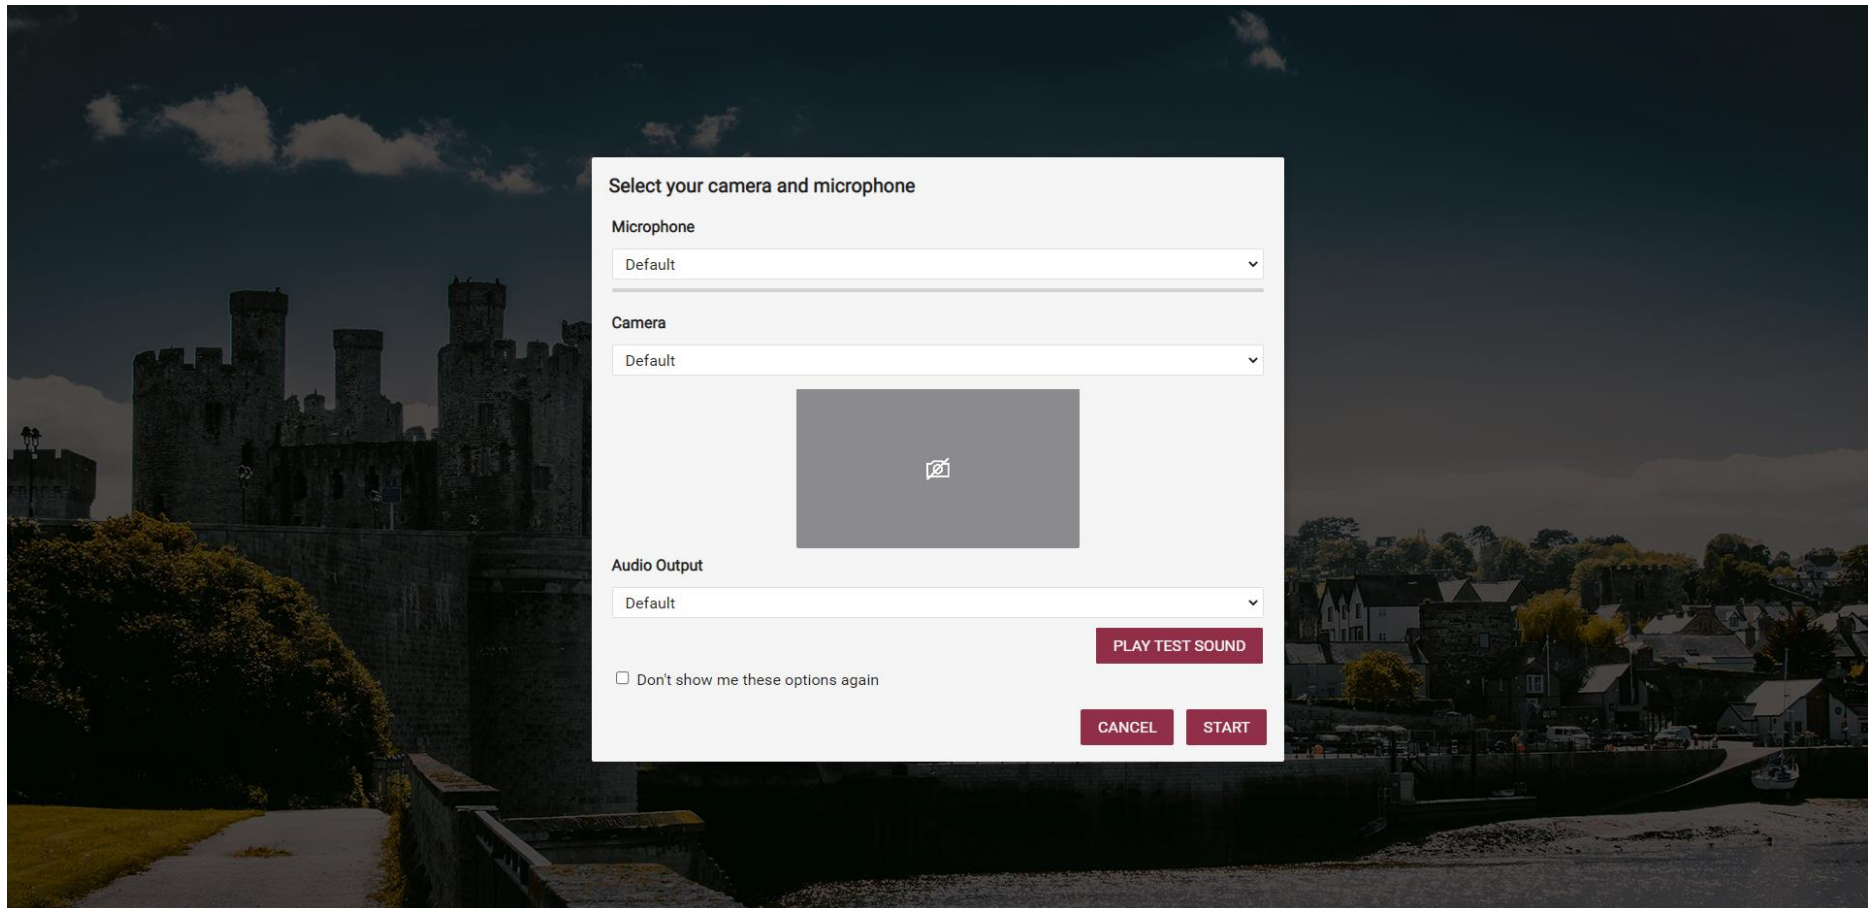 Select your camera and microphone
Microphone
Default
Camera
Default
Audio Output
Default
PLAY TEST SOUND
Don't show me these options again
CANCEL START